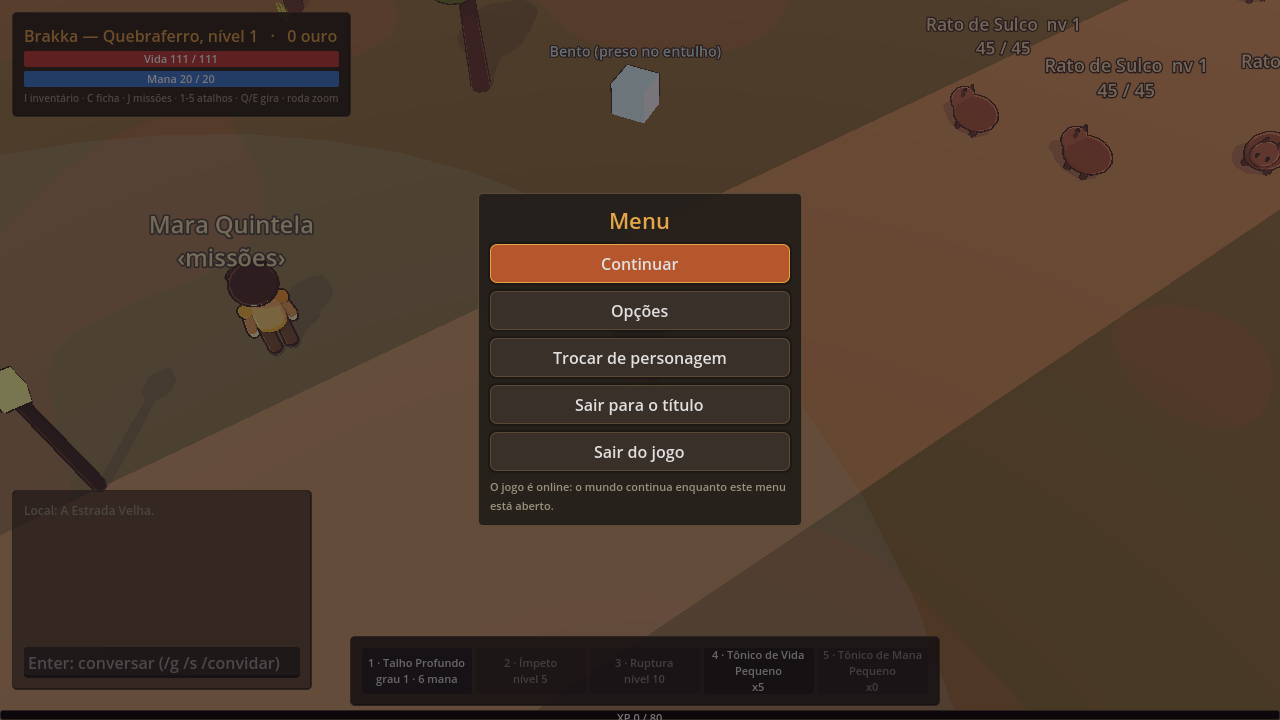 Brakka — Quebraferro, nível 1 · 0 ouro
Vida 111 / 111
Mana 20 / 20
I inventário · C ficha · J missões · 1-5 atalhos · Q/E gira · roda zoom
Bento (preso no entulho)
Rato de Sulco nv 1
45 / 45
Rato de Sulco nv 1
45 / 45
Rato
Mara Quintela
‹missões›
Menu
Continuar
Opções
Trocar de personagem
Sair para o título
Sair do jogo
O jogo é online: o mundo continua enquanto este menu
está aberto.
Local: A Estrada Velha.
Enter: conversar (/g /s /convidar)
1 · Talho Profundo
grau 1 · 6 mana
2 · Ímpeto
nível 5
3 · Ruptura
nível 10
4 · Tônico de Vida
Pequeno
x5
5 · Tônico de Mana
Pequeno
x0
XP 0 / 80